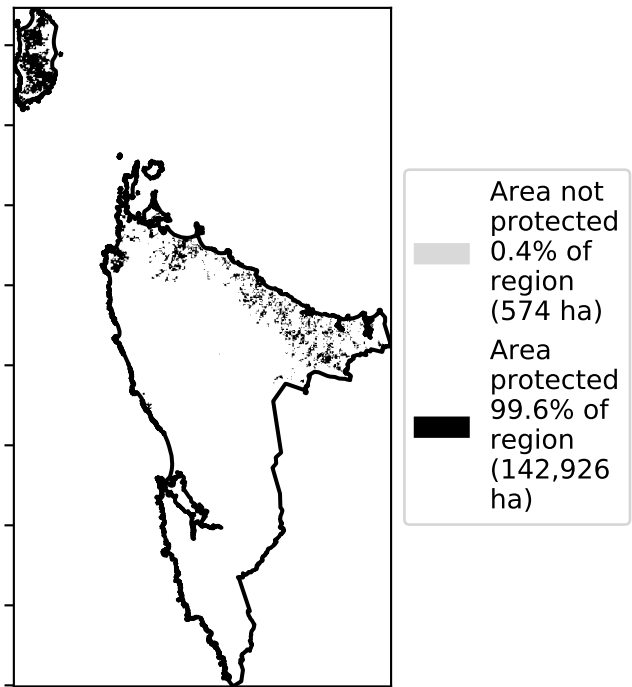 Area not
protected
0.4% of
region
(574 ha)
Area
protected
99.6% of
region
(142,926
ha)